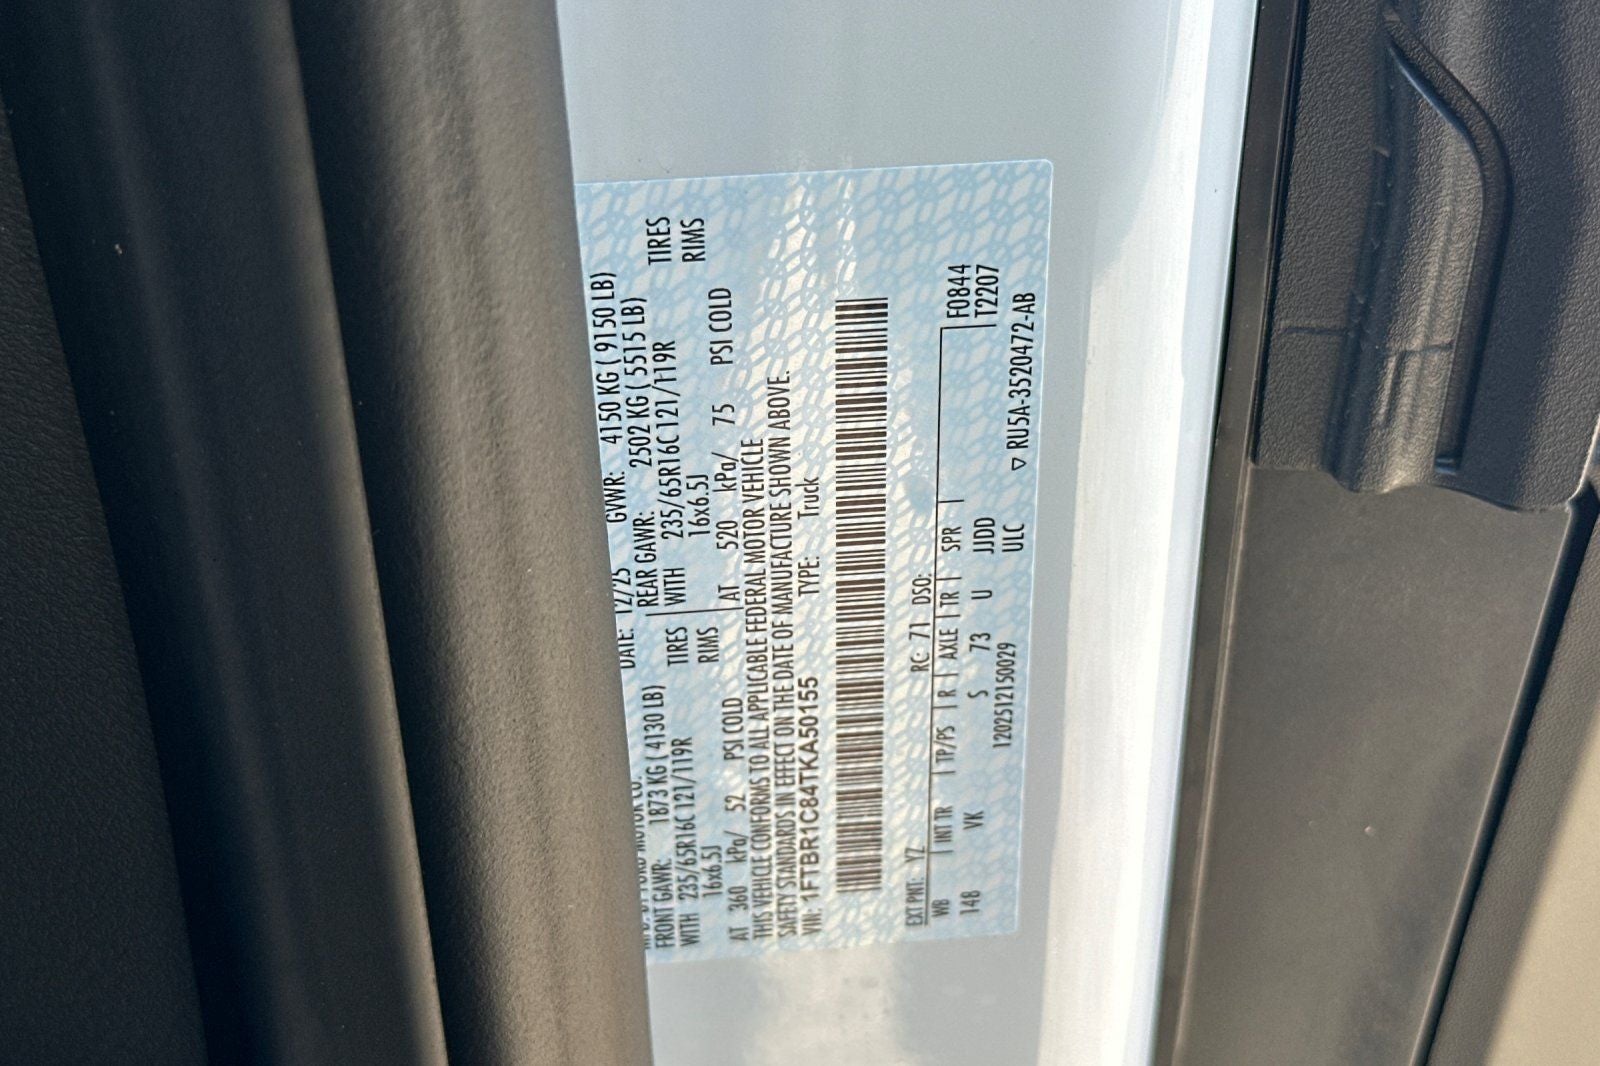 MFD. BY FORD MOTOR CO.
DATE: 12/25 GVWR: 4150 KG ( 9150 LB)
FRONT GAWR: 1873 KG ( 4130 LB) REAR GAWR: 2502 KG ( 5515 LB)
WITH 235/65R16C 121/119R TIRES WITH 235/65R16C 121/119R TIRES
16x6.5J RIMS 16x6.5J RIMS
AT 360 kPa/ 52 PSI COLD AT 520 kPa/ 75 PSI COLD
THIS VEHICLE CONFORMS TO ALL APPLICABLE FEDERAL MOTOR VEHICLE
SAFETY STANDARDS IN EFFECT ON THE DATE OF MANUFACTURE SHOWN ABOVE.
VIN: 1FTBR1C84TKA50155 TYPE: Truck
EXT PNT: YZ RC: 71 DSO:
WB INT TR TP/PS R AXLE TR SPR F0844
148 VK S 73 U JJDD T2207
1202512150029 ULC ▽ RU5A-3520472-AB